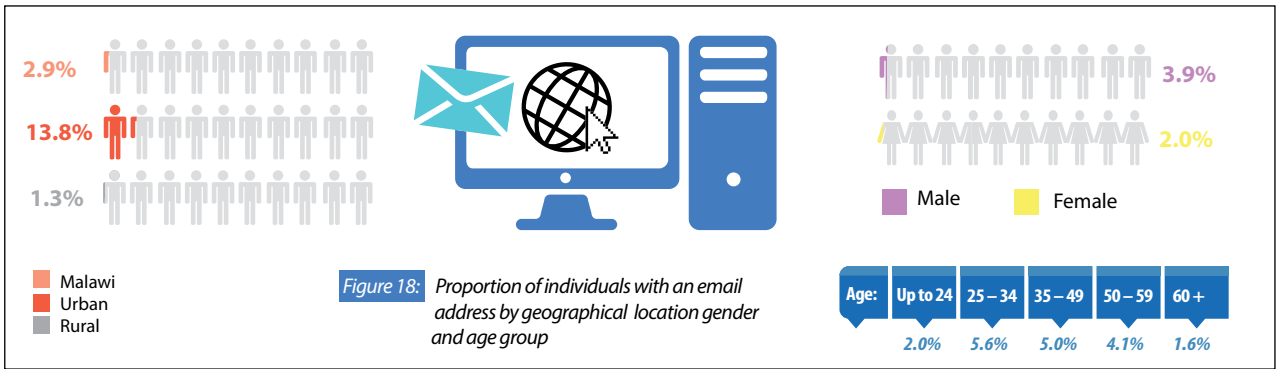 2.9%
13.8%
1.3%
Malawi
Urban
Rural
Figure 18: Proportion of individuals with an email
address by geographical location gender
and age group
3.9%
2.0%
Male Female
Age: Up to 24 25 – 34 35 – 49 50 – 59 60 +
2.0% 5.6% 5.0% 4.1% 1.6%